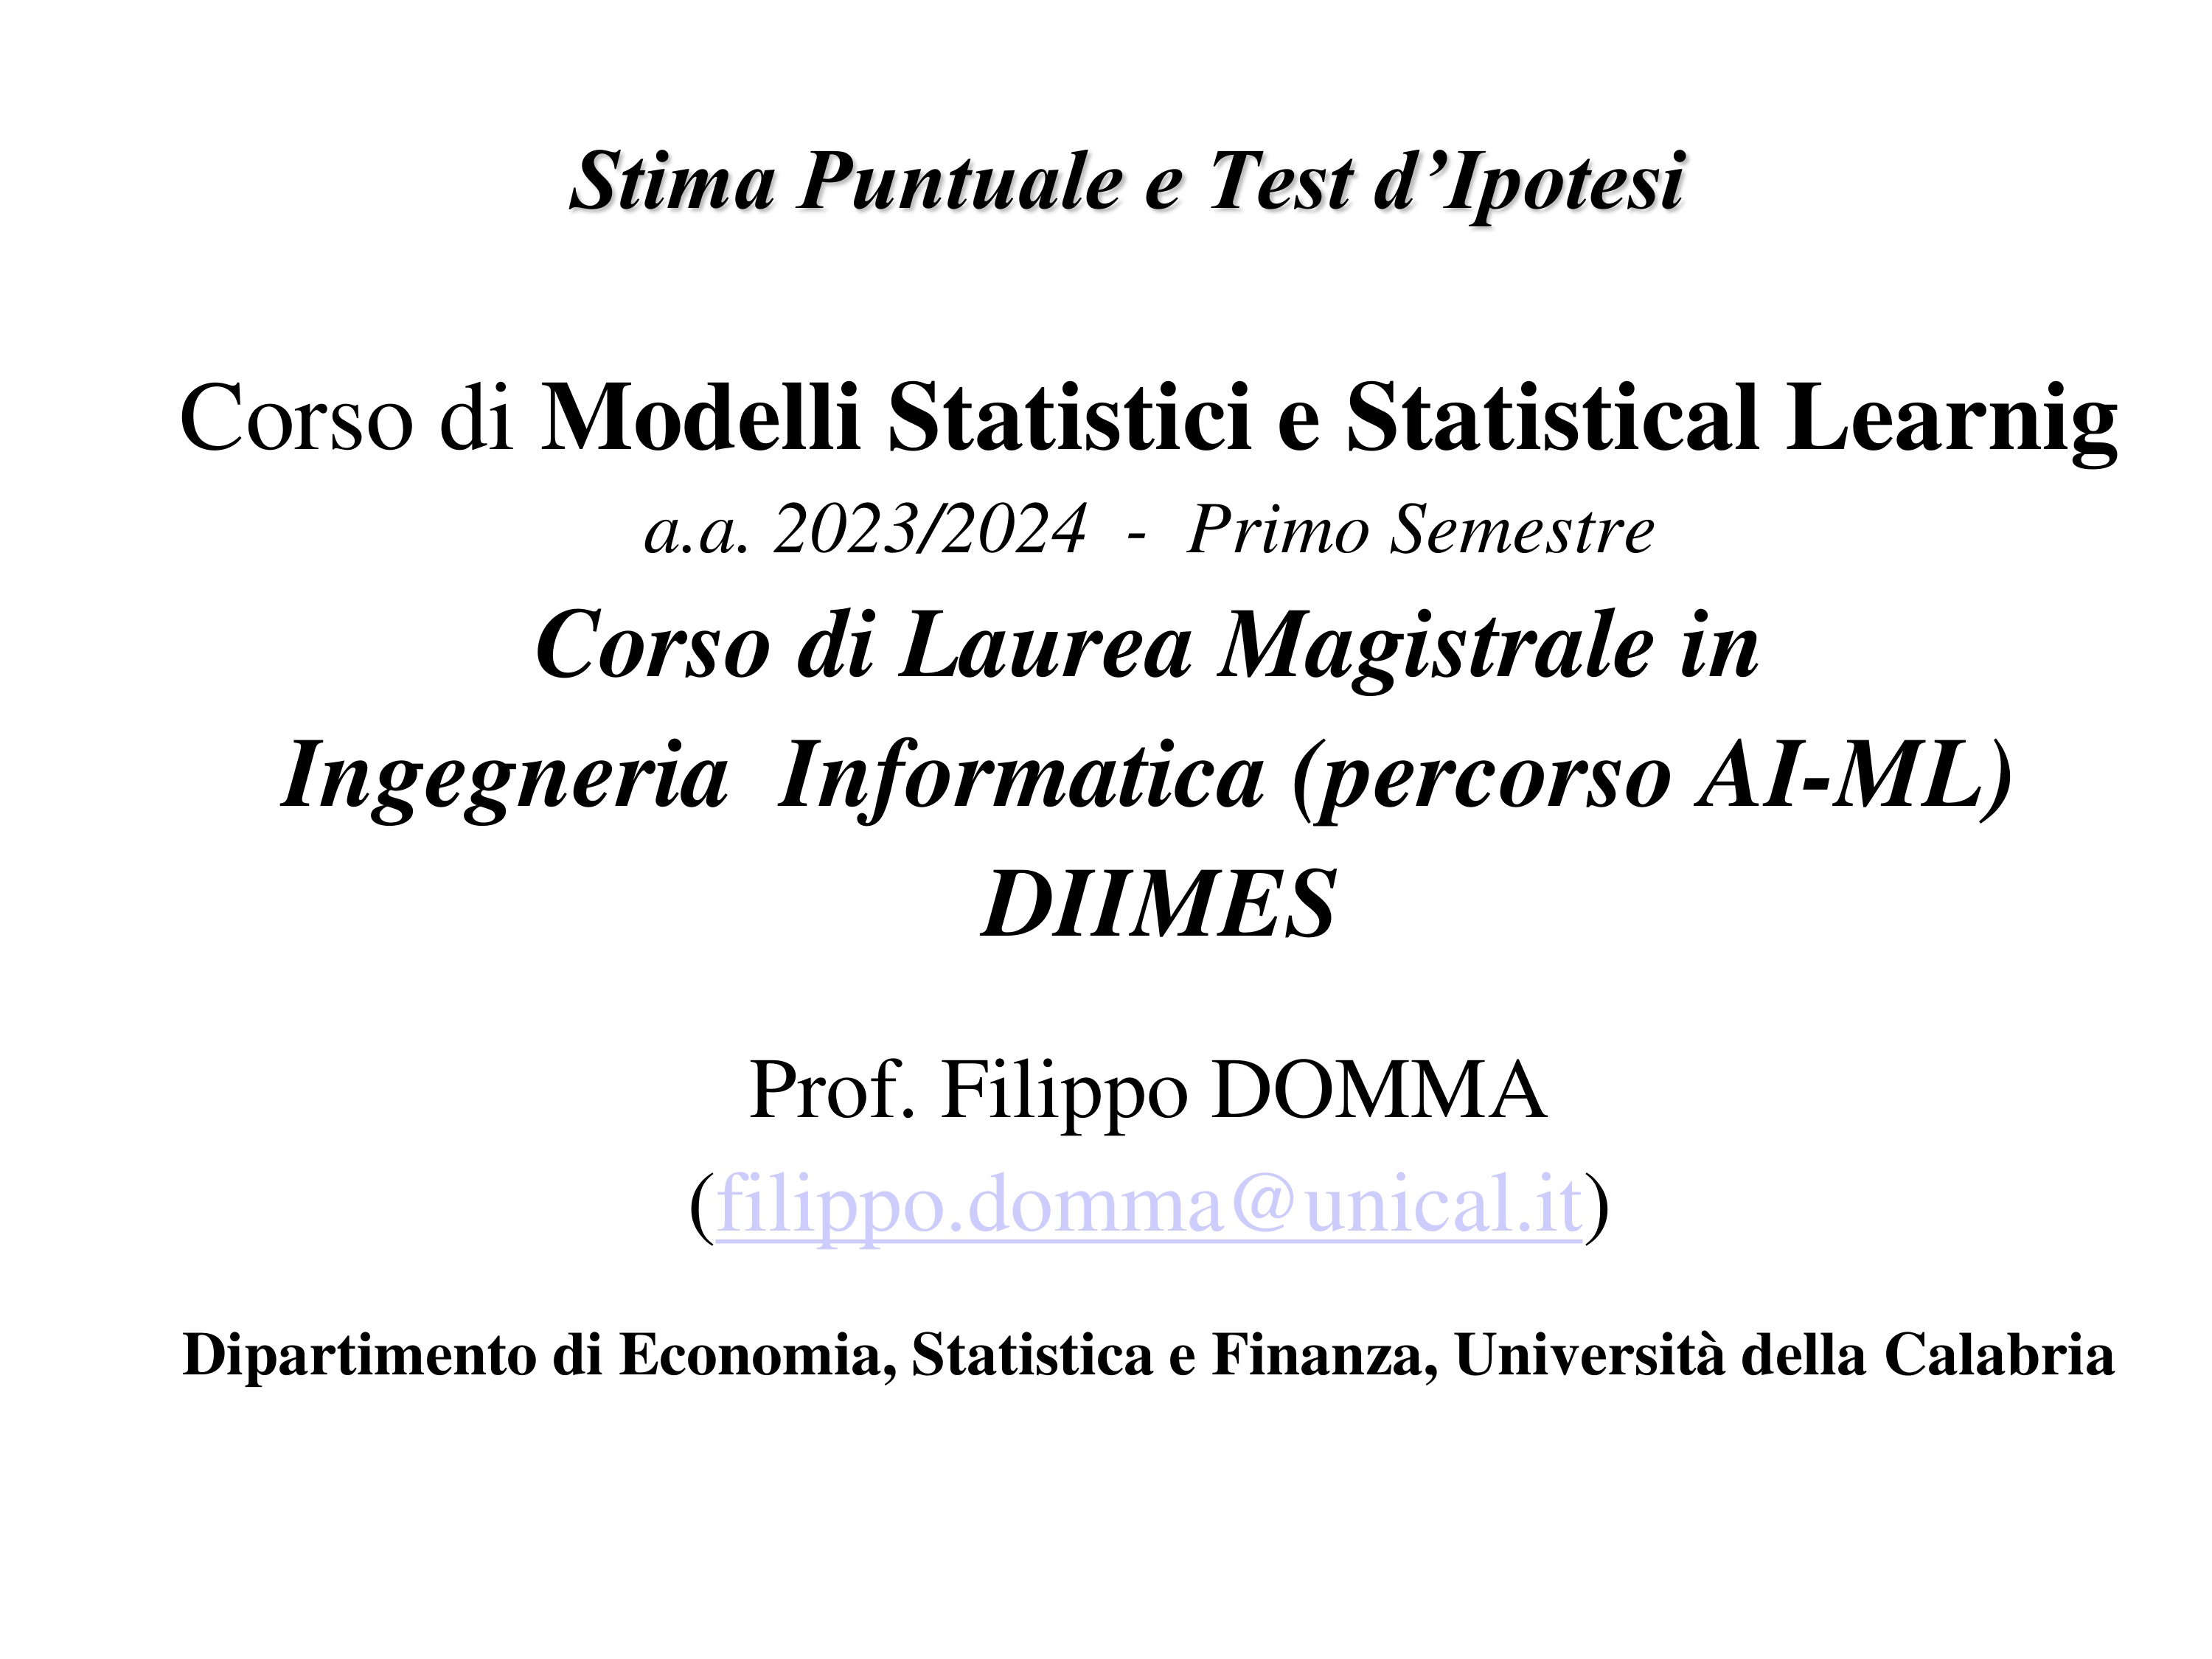 Stima Puntuale e Test d’Ipotesi
Corso di Modelli Statistici e Statistical Learnig
a.a. 2023/2024 - Primo Semestre
Corso di Laurea Magistrale in
Ingegneria Informatica (percorso AI-ML)
DIIMES
Prof. Filippo DOMMA
(filippo.domma@unical.it)
Dipartimento di Economia, Statistica e Finanza, Università della Calabria